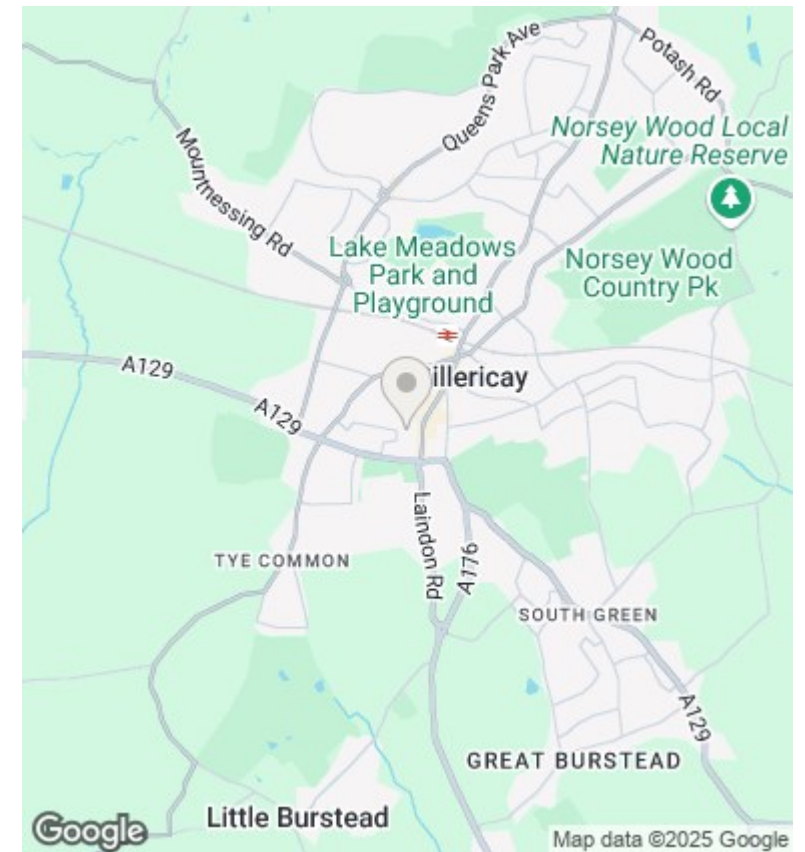 Queens Park Ave
Potash Rd
Norsey Wood Local
Nature Reserve
Mountnessing Rd
Lake Meadows
Park and
Playground
Norsey Wood
Country Pk
A129
illericay
A129
Laindon Rd
A176
TYE COMMON
SOUTH GREEN
A129
GREAT BURSTEAD
Little Burstead
Google
Map data ©2025 Google